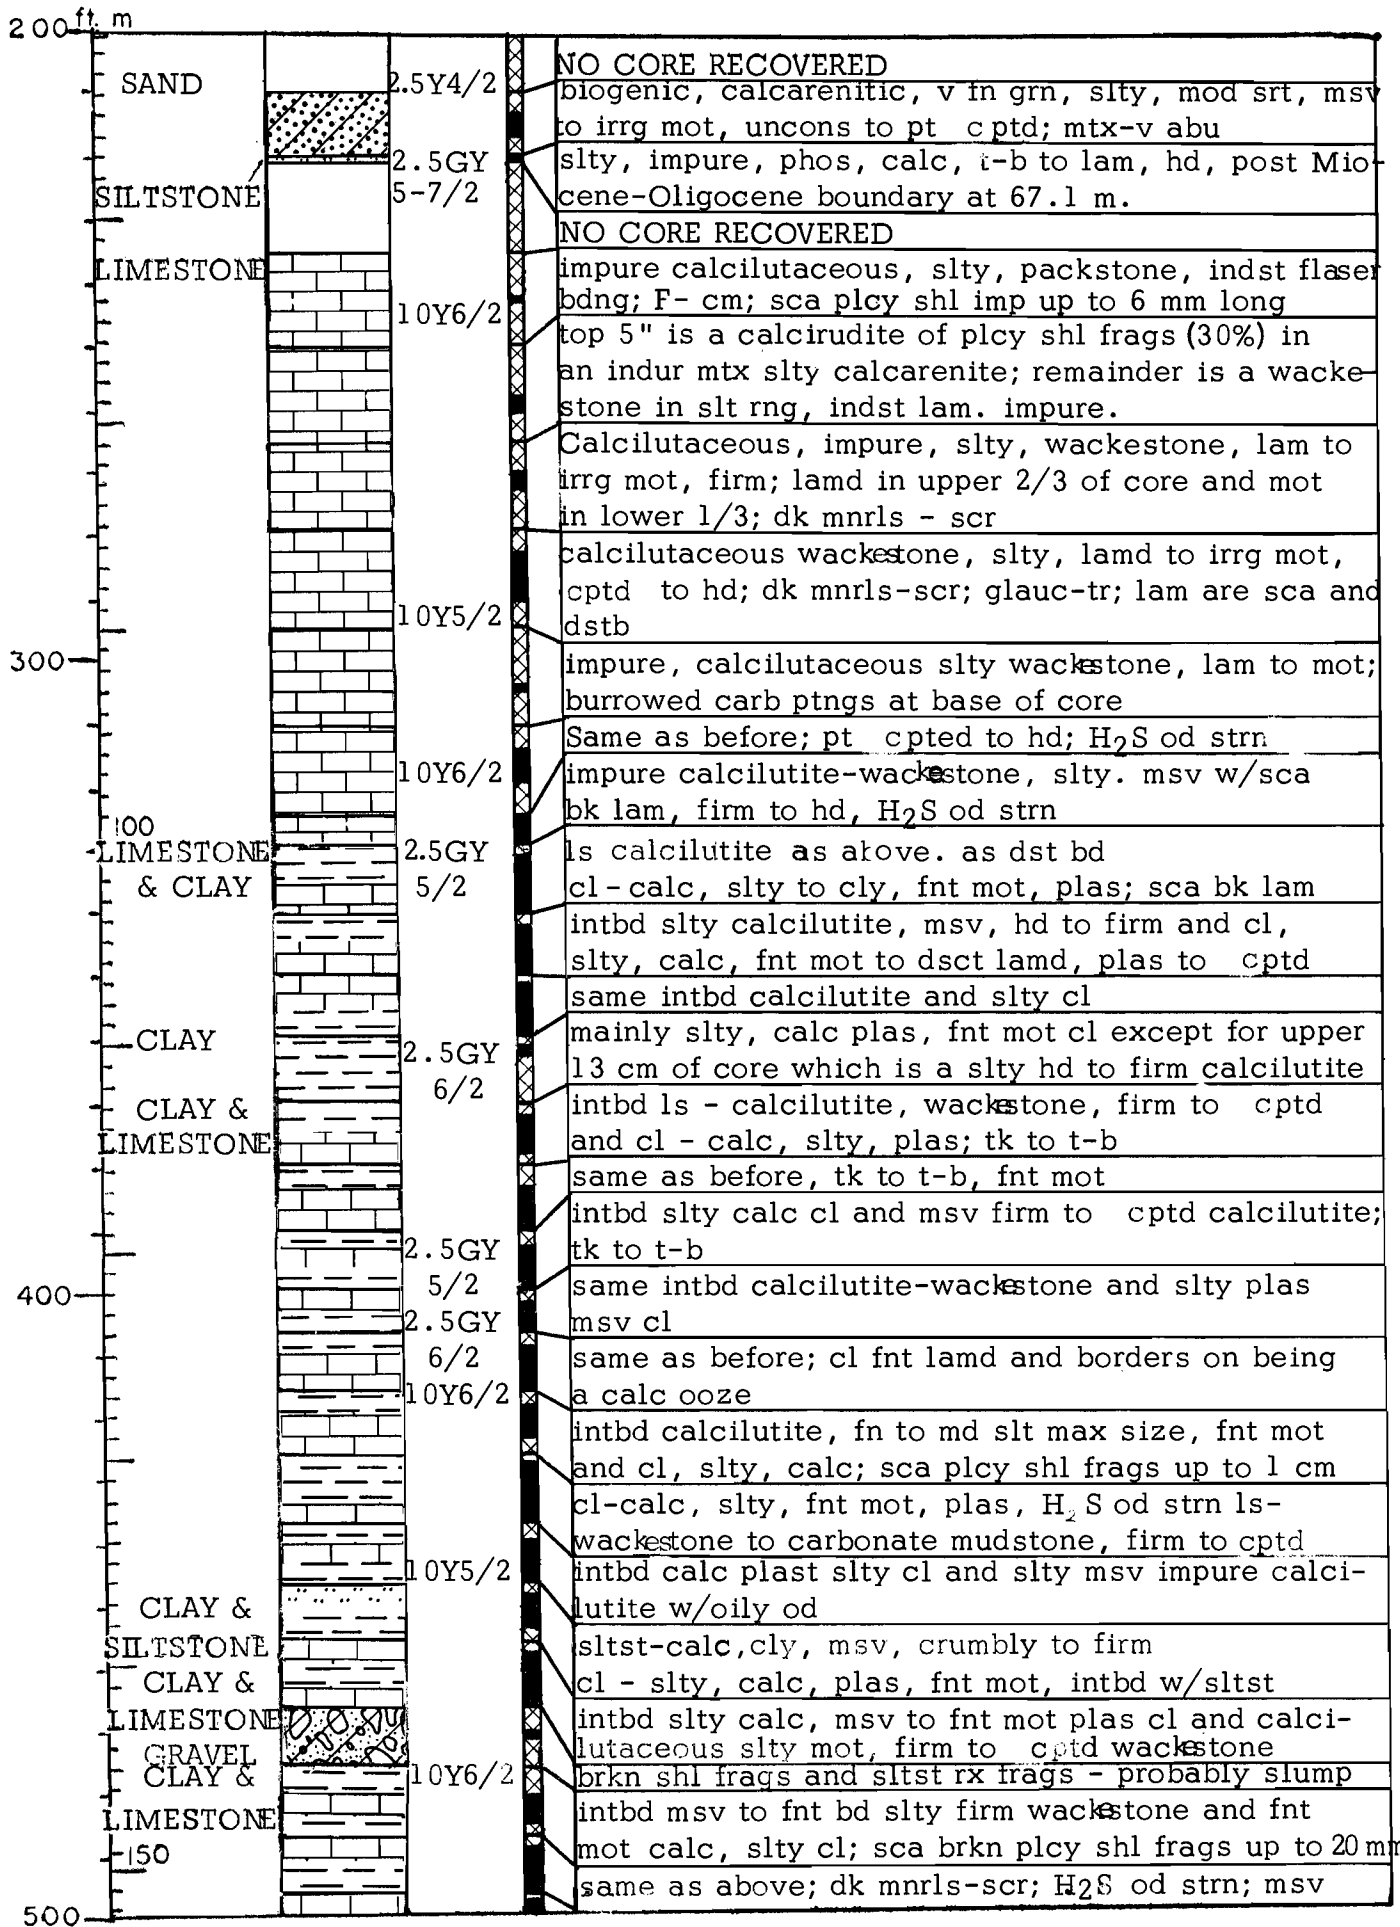 200 ft. m
NO CORE RECOVERED
SAND
2.5Y4/2
biogenic, calcarenitic, v fn grn, slty, mod srt, msv
to irrg mot, uncons to pt cptd; mtx-v abu
2.5GY
5-7/2
slty, impure, phos, calc, t-b to lam, hd, post Mio-
cene-Oligocene boundary at 67.1 m.
SILTSTONE
NO CORE RECOVERED
LIMESTONE
impure calcilutaceous, slty, packstone, indst flaser
bdng; F- cm; sca plcy shl imp up to 6 mm long
10Y6/2
top 5" is a calcirudite of plcy shl frags (30%) in
an indur mtx slty calcarenite; remainder is a wacke-
stone in slt rng, indst lam. impure.
Calcilutaceous, impure, slty, wackestone, lam to
irrg mot, firm; lamd in upper 2/3 of core and mot
in lower 1/3; dk mnrls - scr
calcilutaceous wackestone, slty, lamd to irrg mot,
cptd to hd; dk mnrls-scr; glauc-tr; lam are sca and
dstb
10Y5/2
300
impure, calcilutaceous slty wackestone, lam to mot;
burrowed carb ptngs at base of core
Same as before; pt cpted to hd; H2S od strn
10Y6/2
impure calcilutite-wackestone, slty. msv w/sca
bk lam, firm to hd, H2S od strn
100
LIMESTONE
& CLAY
2.5GY
5/2
ls calcilutite as above. as dst bd
cl-calc, slty to cly, fnt mot, plas; sca bk lam
intbd slty calcilutite, msv, hd to firm and cl,
slty, calc, fnt mot to dsct lamd, plas to cptd
same intbd calcilutite and slty cl
CLAY
2.5GY
6/2
mainly slty, calc plas, fnt mot cl except for upper
13 cm of core which is a slty hd to firm calcilutite
CLAY &
LIMESTONE
intbd ls - calcilutite, wackestone, firm to cptd
and cl - calc, slty, plas; tk to t-b
same as before, tk to t-b, fnt mot
intbd slty calc cl and msv firm to cptd calcilutite;
tk to t-b
2.5GY
5/2
400
same intbd calcilutite-wackestone and slty plas
msv cl
2.5GY
6/2
same as before; cl fnt lamd and borders on being
a calc ooze
10Y6/2
intbd calcilutite, fn to md slt max size, fnt mot
and cl, slty, calc; sca plcy shl frags up to 1 cm
cl-calc, slty, fnt mot, plas, H2S od strn ls-
wackestone to carbonate mudstone, firm to cptd
10Y5/2
intbd calc plast slty cl and slty msv impure calci-
lutite w/oily od
CLAY &
SILTSTONE
sltst-calc,cly, msv, crumbly to firm
cl - slty, calc, plas, fnt mot, intbd w/sltst
CLAY &
LIMESTONE
intbd slty calc, msv to fnt mot plas cl and calci-
lutaceous slty mot, firm to cptd wackestone
GRAVEL
brkn shl frags and sltst rx frags - probably slump
CLAY &
LIMESTONE
10Y6/2
intbd msv to fnt bd slty firm wackestone and fnt
mot calc, slty cl; sca brkn plcy shl frags up to 20 mm
150
same as above; dk mnrls-scr; H2S od strn; msv
500